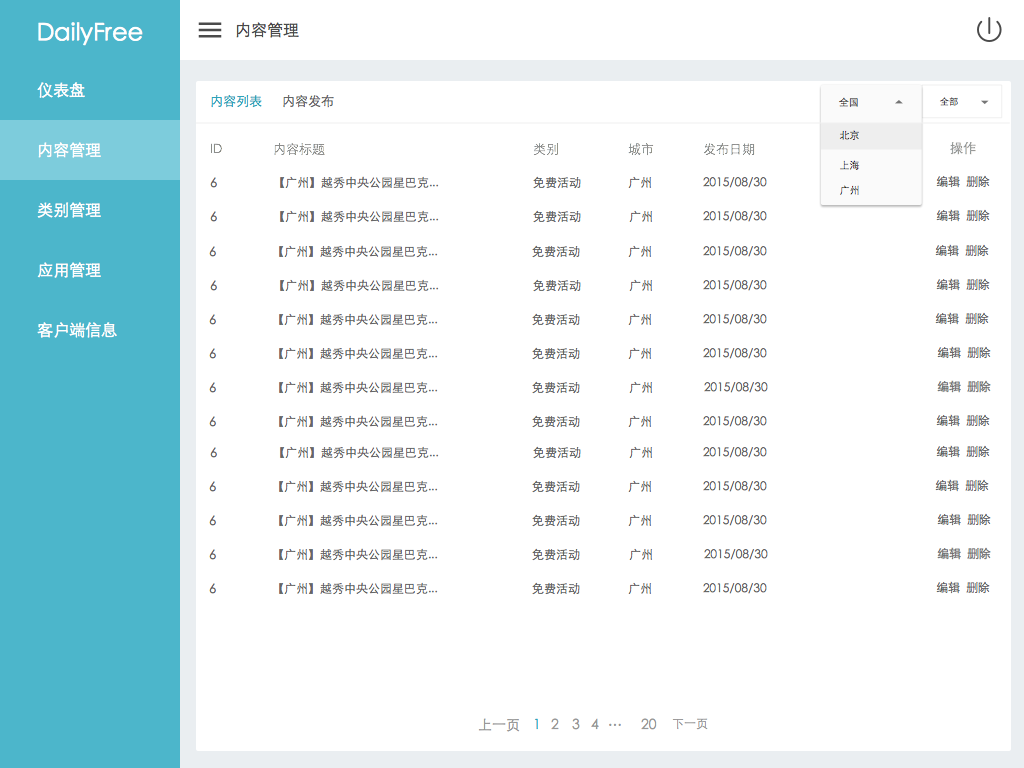 DailyFree
内容管理
仪表盘
内容管理
类别管理
应用管理
客户端信息
内容列表 内容发布 全国 全部
北京
上海
广州
ID 内容标题 类别 城市 发布日期 操作
6 【广州】越秀中央公园星巴克... 免费活动 广州 2015/08/30 编辑 删除
6 【广州】越秀中央公园星巴克... 免费活动 广州 2015/08/30 编辑 删除
6 【广州】越秀中央公园星巴克... 免费活动 广州 2015/08/30 编辑 删除
6 【广州】越秀中央公园星巴克... 免费活动 广州 2015/08/30 编辑 删除
6 【广州】越秀中央公园星巴克... 免费活动 广州 2015/08/30 编辑 删除
6 【广州】越秀中央公园星巴克... 免费活动 广州 2015/08/30 编辑 删除
6 【广州】越秀中央公园星巴克... 免费活动 广州 2015/08/30 编辑 删除
6 【广州】越秀中央公园星巴克... 免费活动 广州 2015/08/30 编辑 删除
6 【广州】越秀中央公园星巴克... 免费活动 广州 2015/08/30 编辑 删除
6 【广州】越秀中央公园星巴克... 免费活动 广州 2015/08/30 编辑 删除
6 【广州】越秀中央公园星巴克... 免费活动 广州 2015/08/30 编辑 删除
6 【广州】越秀中央公园星巴克... 免费活动 广州 2015/08/30 编辑 删除
6 【广州】越秀中央公园星巴克... 免费活动 广州 2015/08/30 编辑 删除
上一页 1 2 3 4 ··· 20 下一页